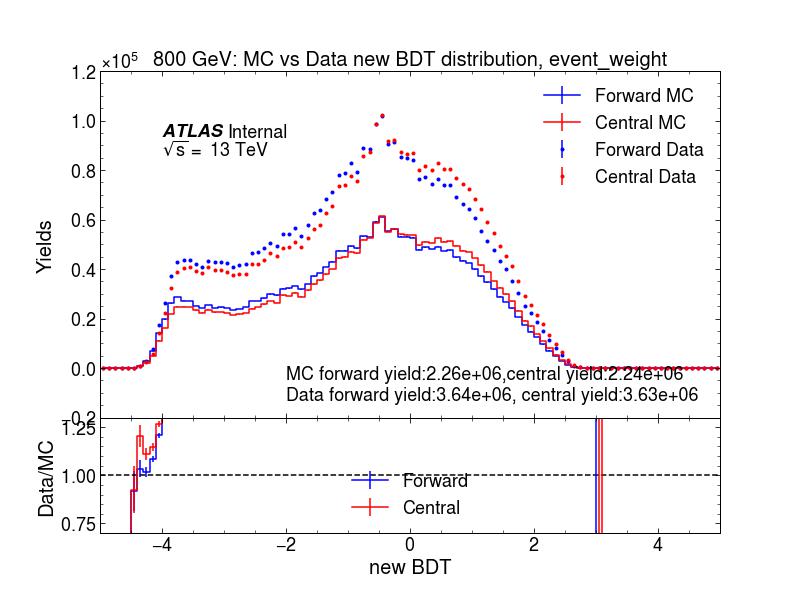 ×10⁵ 800 GeV: MC vs Data new BDT distribution, event_weight
1.2
1.0
0.8
0.6
0.4
0.2
0.0
0.2
Yields
ATLAS Internal
√s = 13 TeV
Forward MC
Central MC
Forward Data
Central Data
MC forward yield:2.26e+06,central yield:2.24e+06
Data forward yield:3.64e+06, central yield:3.63e+06
1.25
1.00
0.75
Data/MC
Forward
Central
−4 −2 0 2 4
new BDT